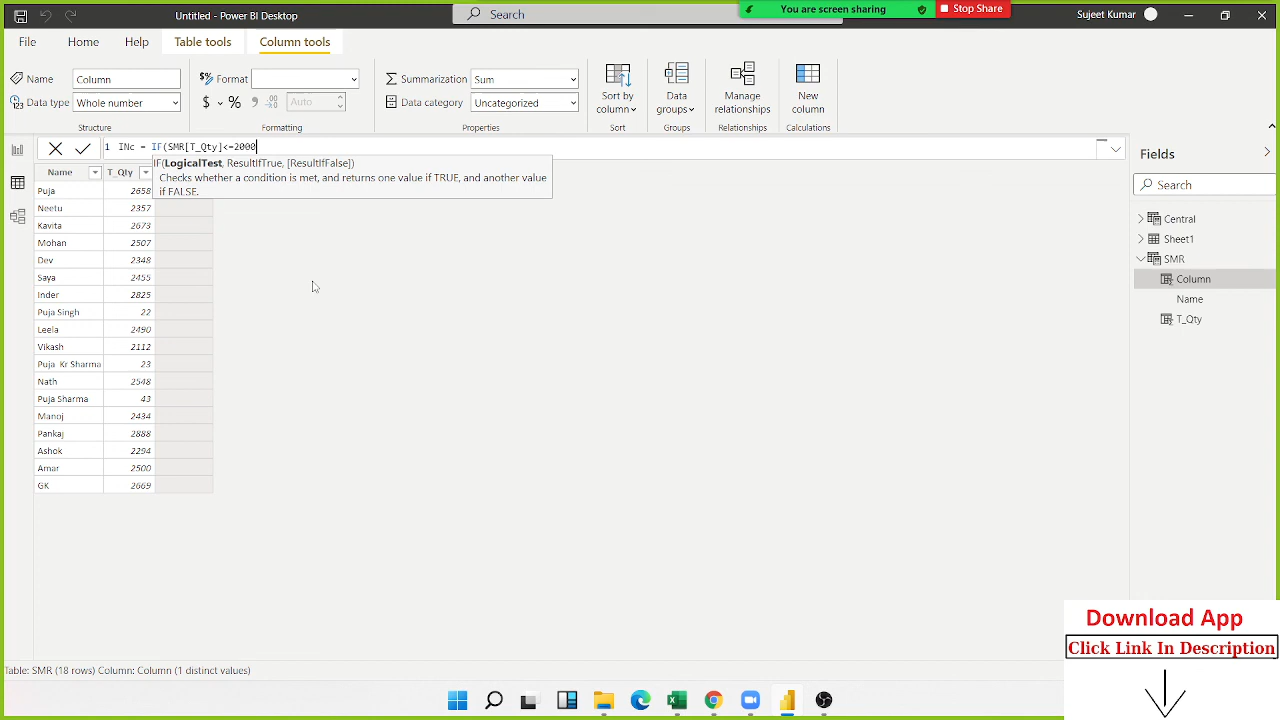 Untitled - Power BI Desktop
Search
You are screen sharing
Stop Share
Sujeet Kumar
File
Home
Help
Table tools
Column tools
Name
Column
Data type
Whole number
Structure
Format
$
%
Auto
Formatting
Summarization
Sum
Data category
Uncategorized
Properties
Sort by
column
Sort
Data
groups
Groups
Manage
relationships
Relationships
New
column
Calculations
1 INc = IF(SMR[T_Qty]<=2000
IF(LogicalTest, ResultIfTrue, [ResultIfFalse])
Checks whether a condition is met, and returns one value if TRUE, and another value
if FALSE.
Name T_Qty
Puja 2658
Neetu 2357
Kavita 2673
Mohan 2507
Dev 2348
Saya 2455
Inder 2825
Puja Singh 22
Leela 2490
Vikash 2112
Puja Kr Sharma 23
Nath 2548
Puja Sharma 43
Manoj 2434
Pankaj 2888
Ashok 2294
Amar 2500
GK 2669
Fields
Search
Central
Sheet1
SMR
Column
Name
T_Qty
Table: SMR (18 rows) Column: Column (1 distinct values)
Download App
Click Link In Description